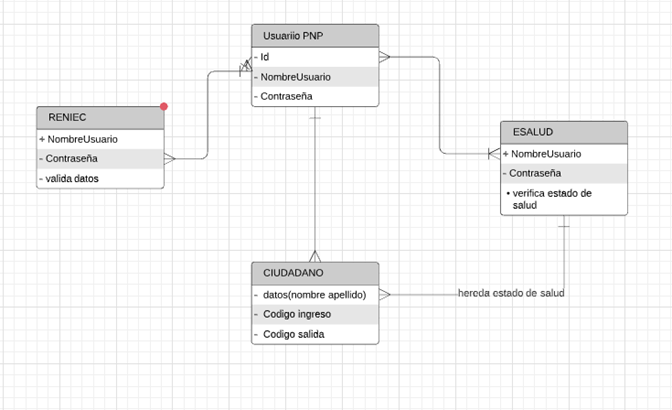 Usuariio PNP
- Id
- NombreUsuario
- Contraseña
RENIEC
+ NombreUsuario
- Contraseña
- valida datos
ESALUD
+ NombreUsuario
- Contraseña
• verifica estado de
salud
CIUDADANO
- datos(nombre apellido)
- Codigo ingreso
- Codigo salida
hereda estado de salud